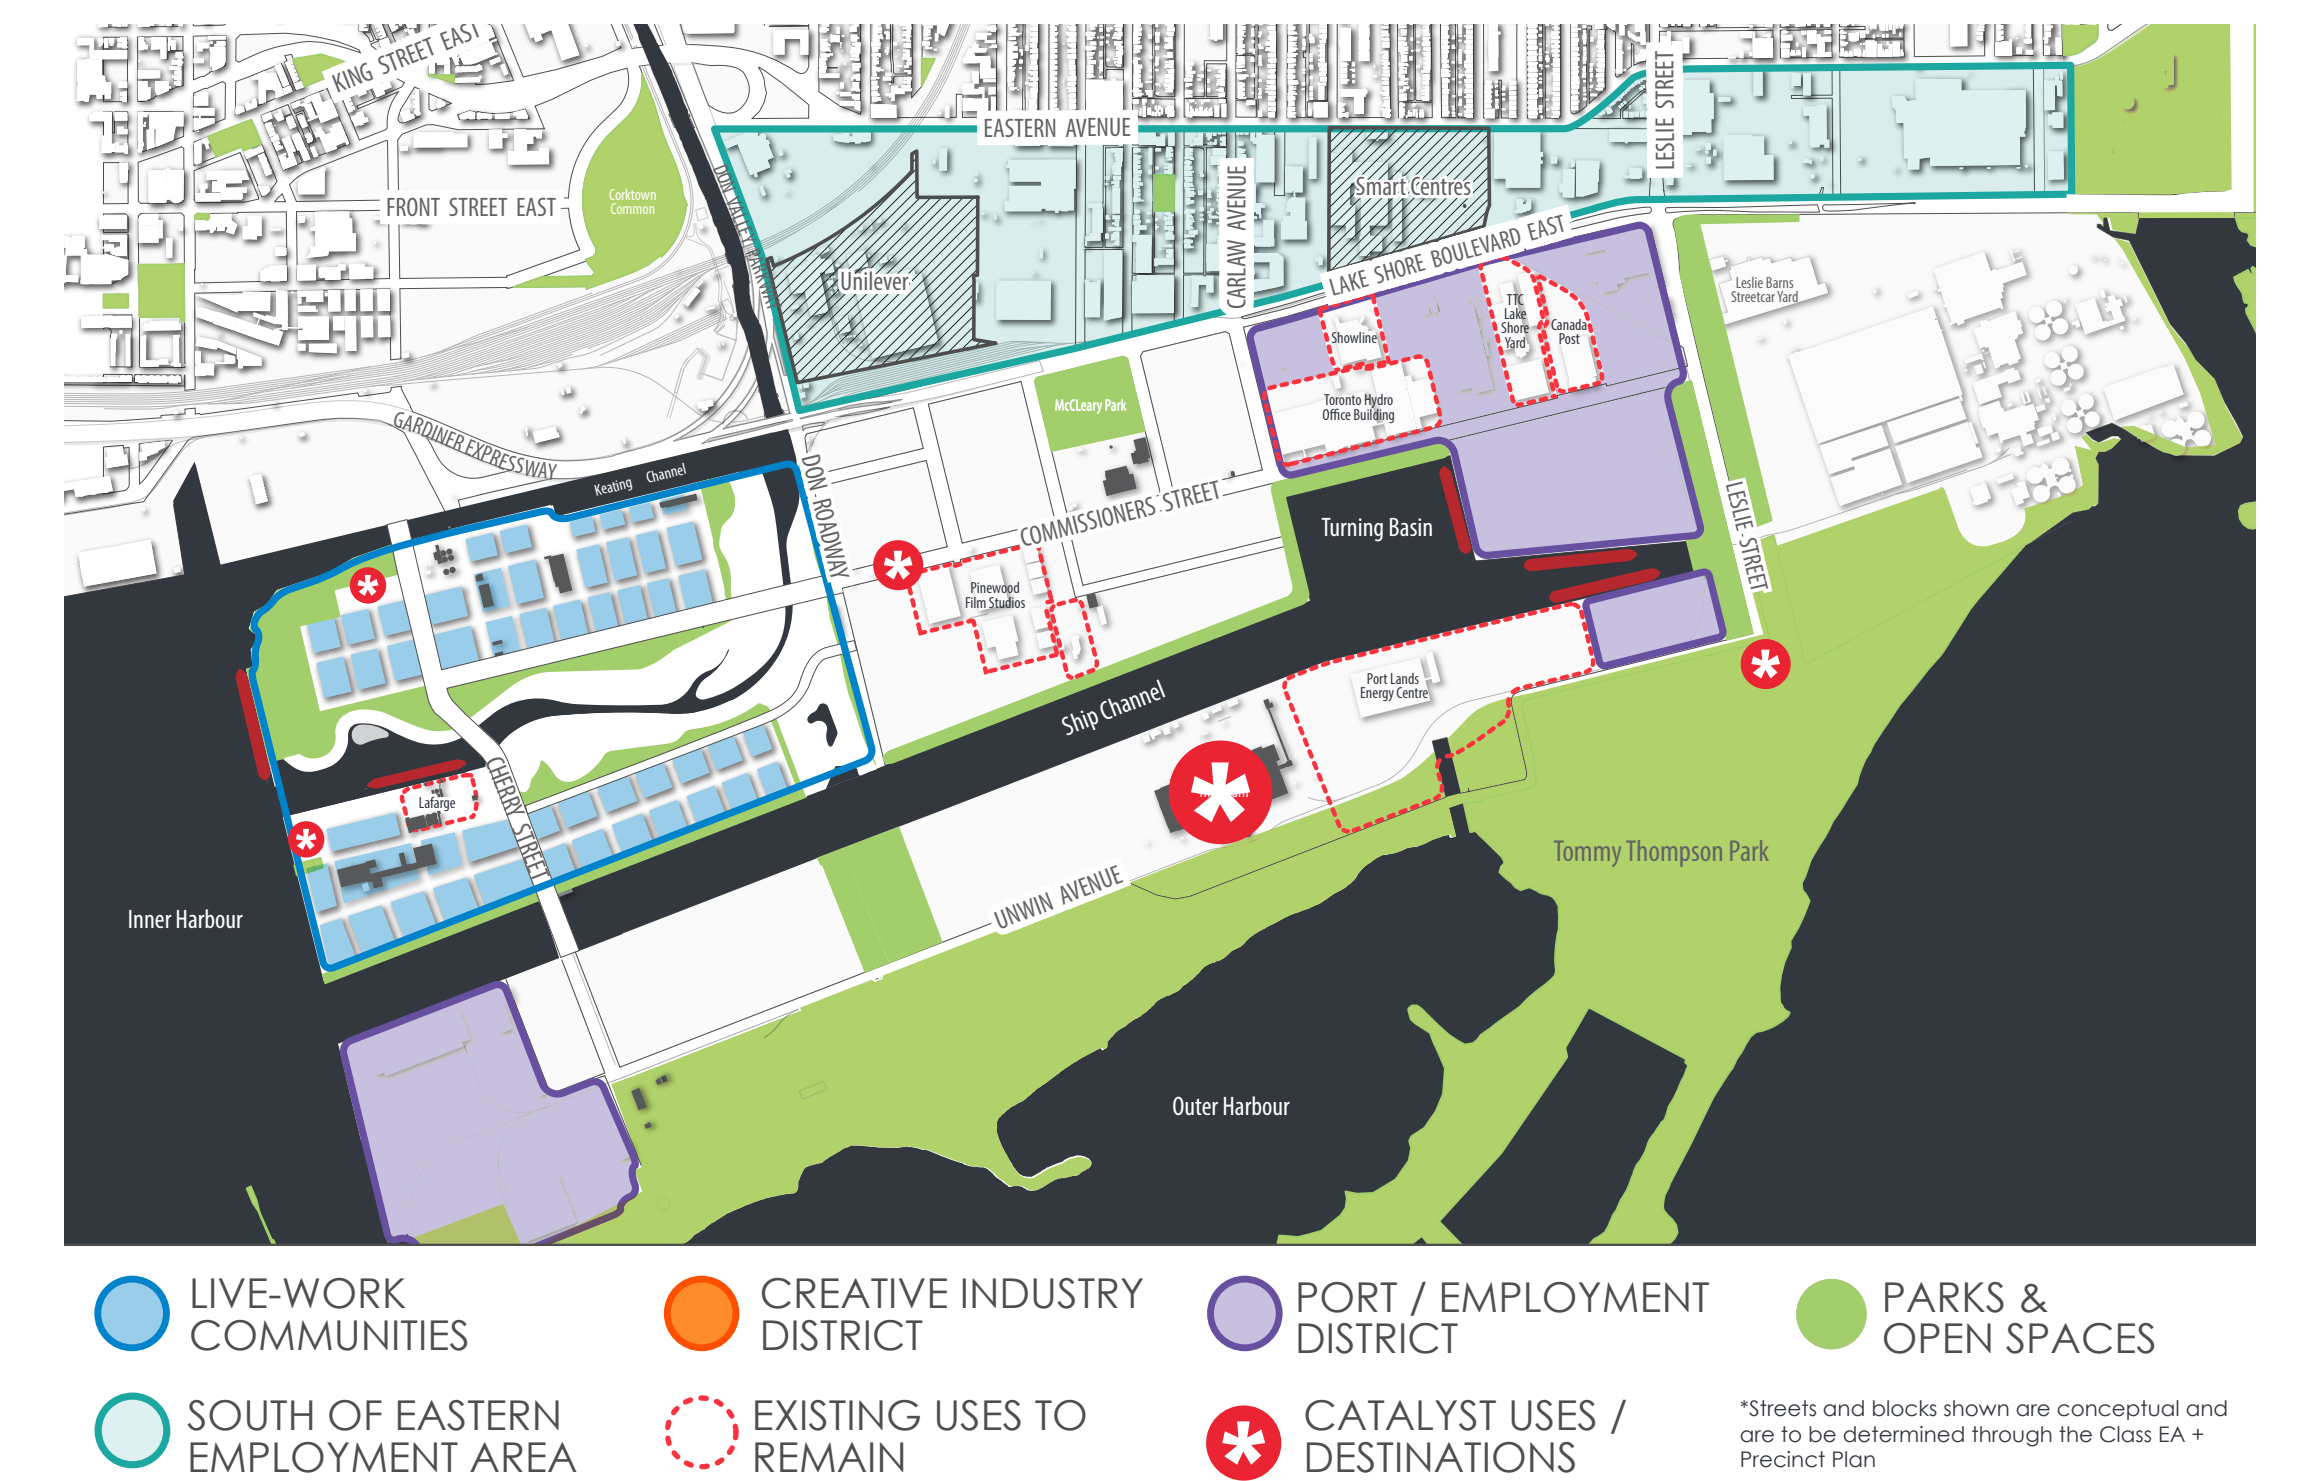 KING STREET EAST
FRONT STREET EAST
Corktown
Common
DON VALLEY PARKWAY
EASTERN AVENUE
LESLIE STREET
Smart Centres
CARLAW AVENUE
LAKE SHORE BOULEVARD EAST
Unilever
Leslie Barns
Streetcar Yard
Showline
TTC
Lake
Shore
Yard
Canada
Post
Toronto Hydro
Office Building
McCLeary Park
GARDINER EXPRESSWAY
Keating Channel
DON ROADWAY
COMMISSIONERS STREET
Turning Basin
LESLIE STREET
Pinewood
Film Studios
Port Lands
Energy Centre
Ship Channel
CHERRY STREET
Lafarge
Tommy Thompson Park
UNWIN AVENUE
Inner Harbour
Outer Harbour
LIVE-WORK
COMMUNITIES
CREATIVE INDUSTRY
DISTRICT
PORT / EMPLOYMENT
DISTRICT
PARKS &
OPEN SPACES
SOUTH OF EASTERN
EMPLOYMENT AREA
EXISTING USES TO
REMAIN
CATALYST USES /
DESTINATIONS
*Streets and blocks shown are conceptual and
are to be determined through the Class EA +
Precinct Plan